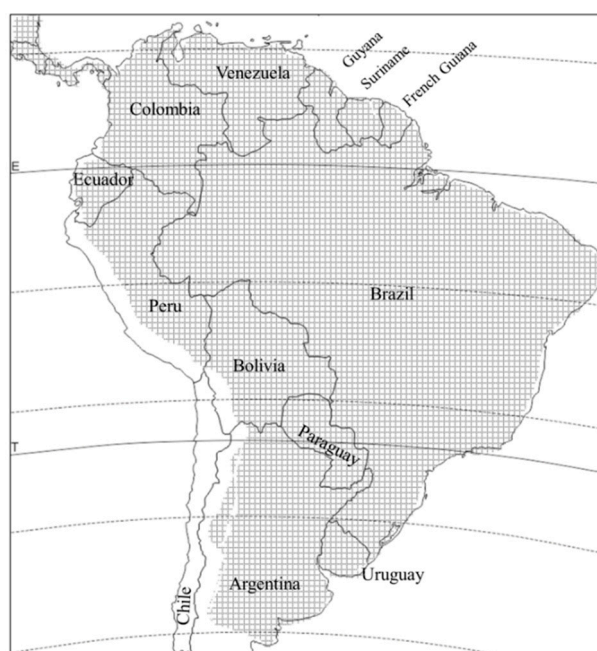 Guyana
Suriname
French Guiana
Venezuela
Colombia
E
Ecuador
Peru
Brazil
Bolivia
T
Paraguay
Argentina
Chile
Uruguay